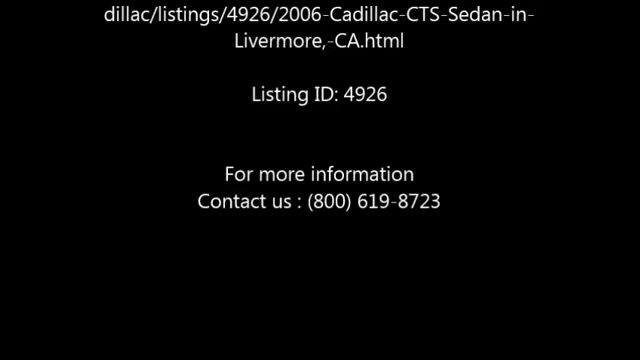 dillac/listings/4926/2006-Cadillac-CTS-Sedan-in-
Livermore,-CA.html
Listing ID: 4926
For more information
Contact us : (800) 619-8723